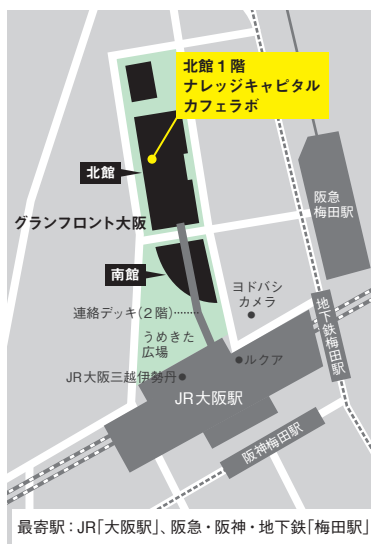 北館1階
ナレッジキャピタル
カフェラボ
北館
阪急
梅田駅
グランフロント大阪
南館
ヨドバシ
カメラ
連絡デッキ(2階)········
地下鉄梅田駅
うめきた
広場
ルクア
JR大阪三越伊勢丹
JR大阪駅
阪神梅田駅
最寄駅：JR「大阪駅」、阪急・阪神・地下鉄「梅田駅」